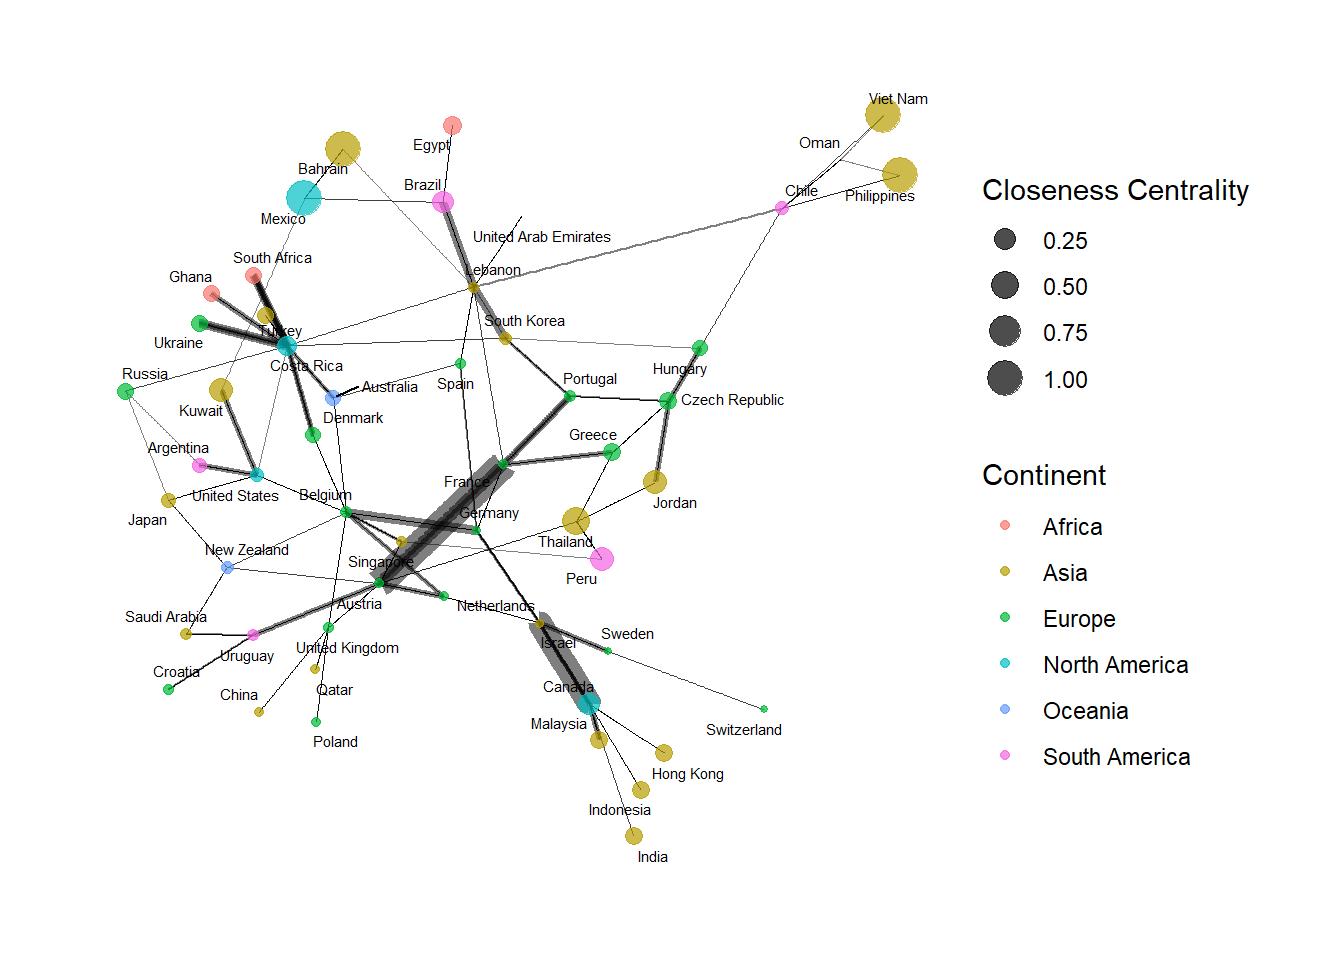 Viet Nam
Oman
Egypt
Bahrain
Brazil
Chile
Philippines
Mexico
United Arab Emirates
South Africa
Lebanon
Ghana
South Korea
Turkey
Ukraine
Costa Rica
Hungary
Russia
Australia
Spain
Portugal
Kuwait
Denmark
Czech Republic
Argentina
Greece
France
United States
Belgium
Jordan
Japan
Germany
New Zealand
Thailand
Singapore
Peru
Austria
Netherlands
Saudi Arabia
United Kingdom
Israel
Sweden
Uruguay
Croatia
China
Qatar
Canada
Malaysia
Switzerland
Poland
Hong Kong
Indonesia
India
Closeness Centrality
0.25
0.50
0.75
1.00
Continent
Africa
Asia
Europe
North America
Oceania
South America